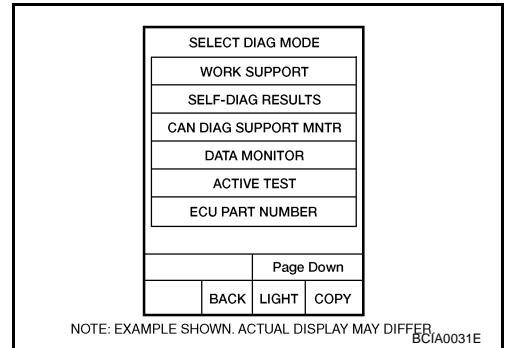 SELECT DIAG MODE
WORK SUPPORT
SELF-DIAG RESULTS
CAN DIAG SUPPORT MNTR
DATA MONITOR
ACTIVE TEST
ECU PART NUMBER
Page Down
BACK LIGHT COPY
NOTE: EXAMPLE SHOWN. ACTUAL DISPLAY MAY DIFFER.
BCIA0031E